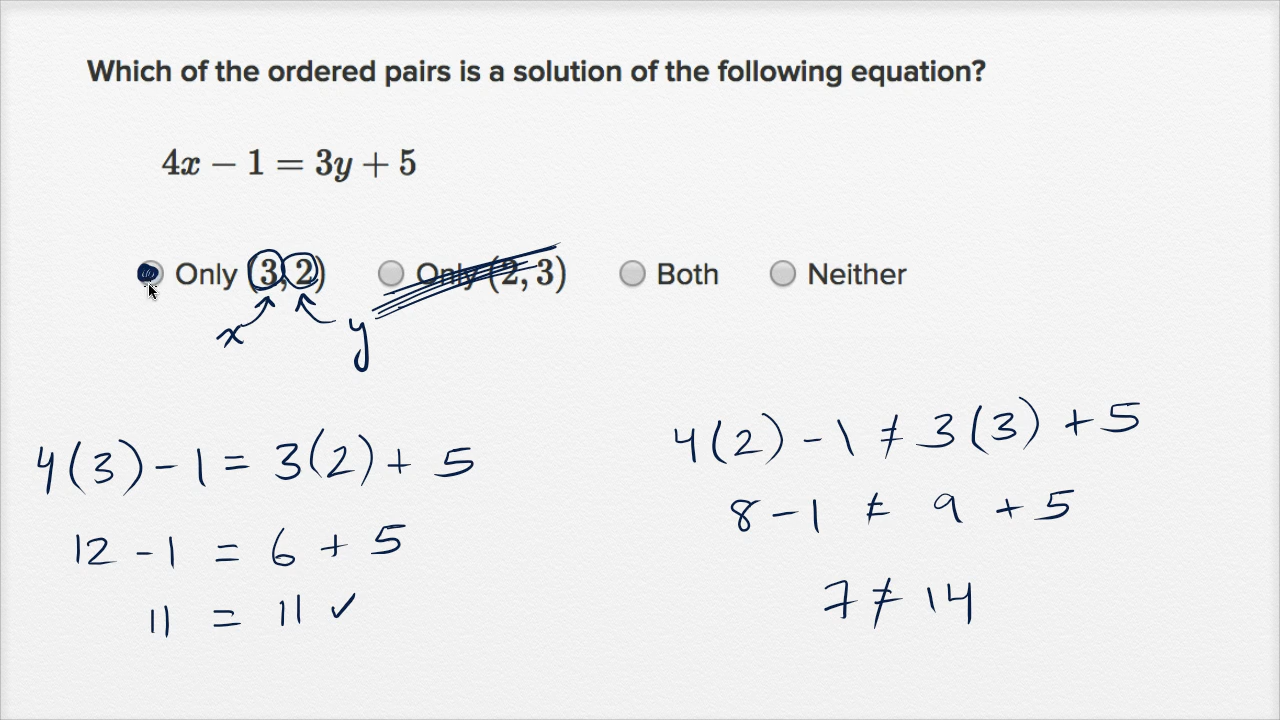 Which of the ordered pairs is a solution of the following equation?
4x − 1 = 3y + 5
Only (3, 2) Only (2, 3) Both Neither
x y
4(3) - 1 = 3(2) + 5
4(2) - 1 ≠ 3(3) + 5
12 - 1 = 6 + 5
8 - 1 ≠ 9 + 5
11 = 11 ✓
7 ≠ 14